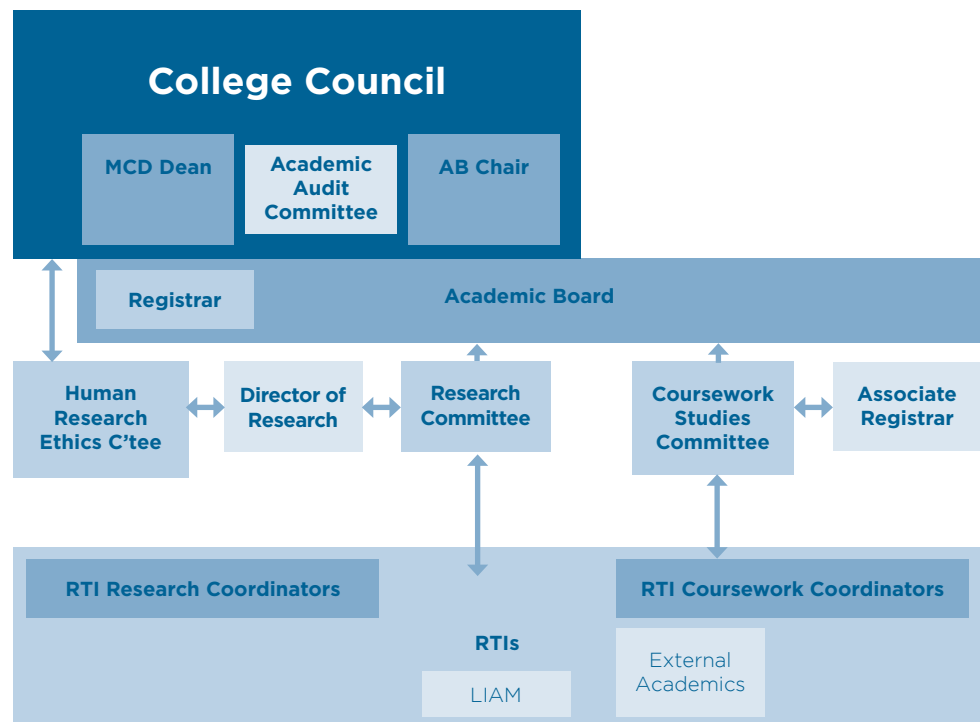 College Council
MCD Dean
Academic
Audit
Committee
AB Chair
Registrar
Academic Board
Human
Research
Ethics C'tee
Director of
Research
Research
Committee
Coursework
Studies
Committee
Associate
Registrar
RTI Research Coordinators
RTI Coursework Coordinators
RTIs
LIAM
External
Academics